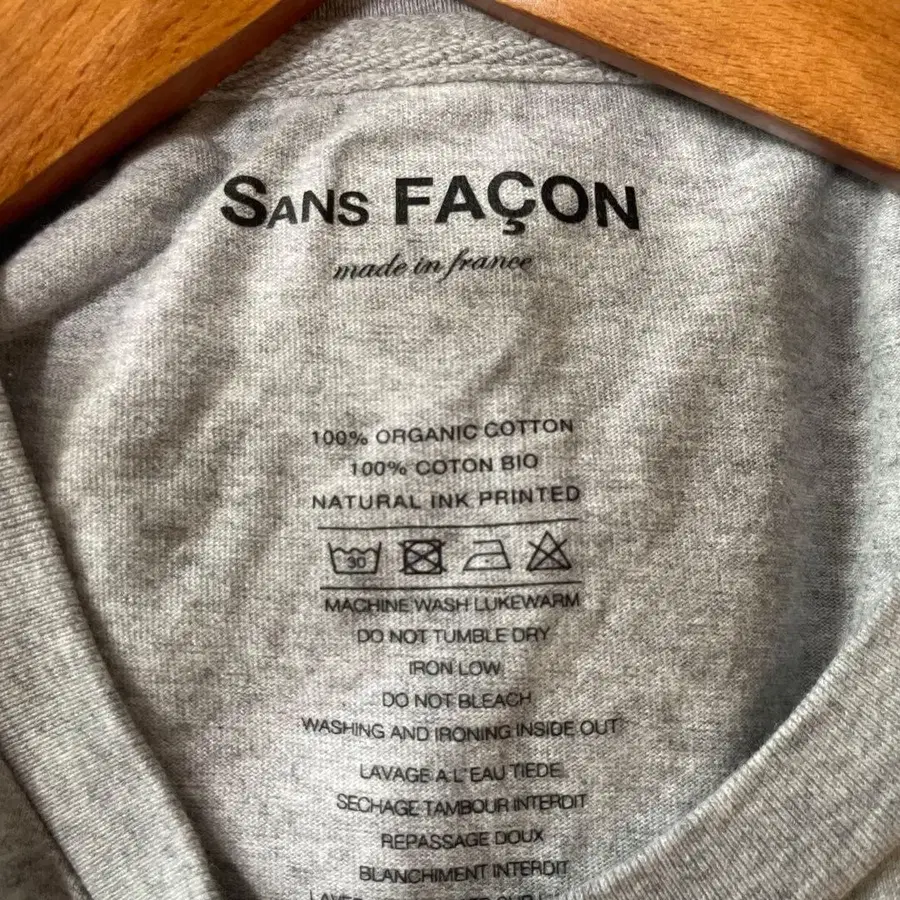 SANS FAÇON
made in france
100% ORGANIC COTTON
100% COTON BIO
NATURAL INK PRINTED
30
MACHINE WASH LUKEWARM
DO NOT TUMBLE DRY
IRON LOW
DO NOT BLEACH
WASHING AND IRONING INSIDE OUT
LAVAGE A L'EAU TIEDE
SECHAGE TAMBOUR INTERDIT
REPASSAGE DOUX
BLANCHIMENT INTERDIT